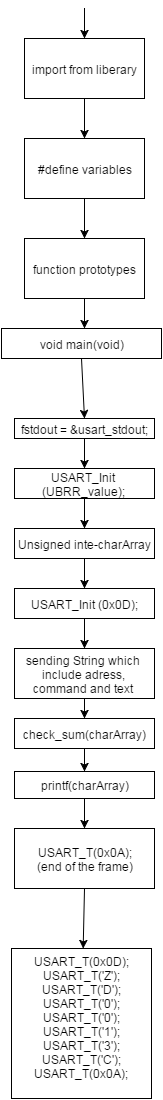 import from liberary
#define variables
function prototypes
void main(void)
fstdout = &usart_stdout;
USART_Init
(UBRR_value);
Unsigned inte-charArray
USART_Init (0x0D);
sending String which
include adress,
command and text
check_sum(charArray)
printf(charArray)
USART_T(0x0A);
(end of the frame)
USART_T(0x0D);
USART_T('Z');
USART_T('D');
USART_T('0');
USART_T('0');
USART_T('1');
USART_T('3');
USART_T('C');
USART_T(0x0A);